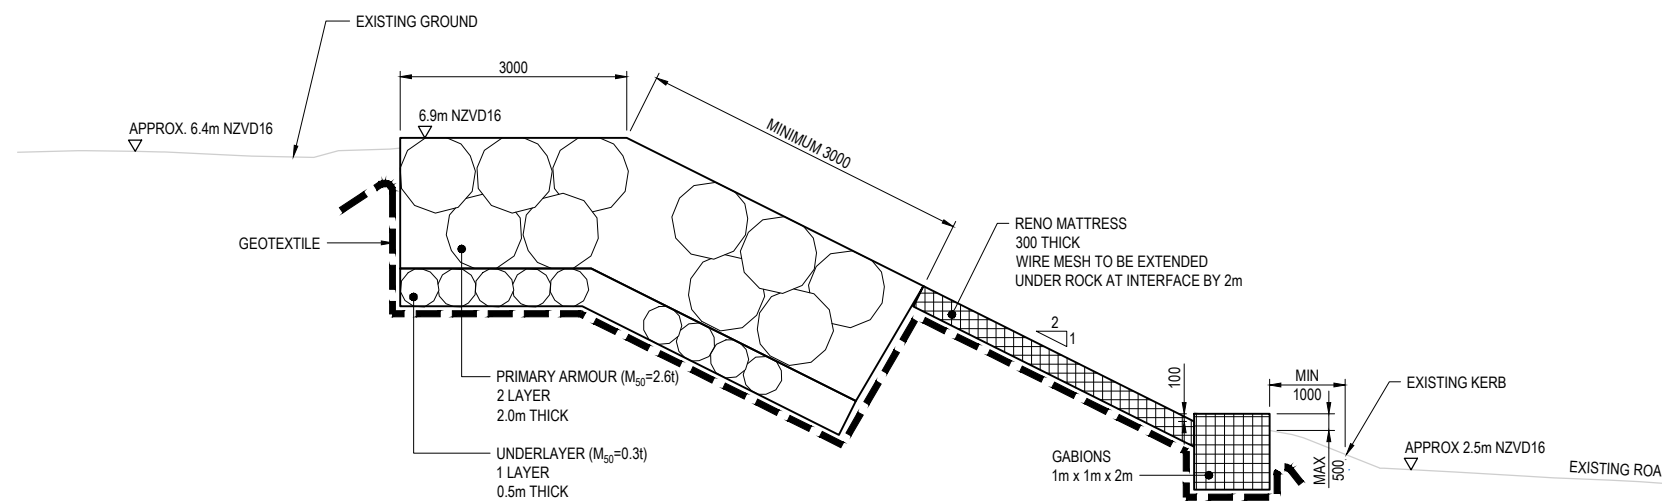 EXISTING GROUND
3000
6.9m NZVD16
APPROX. 6.4m NZVD16
MINIMUM 3000
GEOTEXTILE
RENO MATTRESS
300 THICK
WIRE MESH TO BE EXTENDED
UNDER ROCK AT INTERFACE BY 2m
2
1
PRIMARY ARMOUR (M50=2.6t)
2 LAYER
2.0m THICK
UNDERLAYER (M50=0.3t)
1 LAYER
0.5m THICK
100
MIN
1000
EXISTING KERB
GABIONS
1m x 1m x 2m
MAX
500
APPROX 2.5m NZVD16
EXISTING ROA